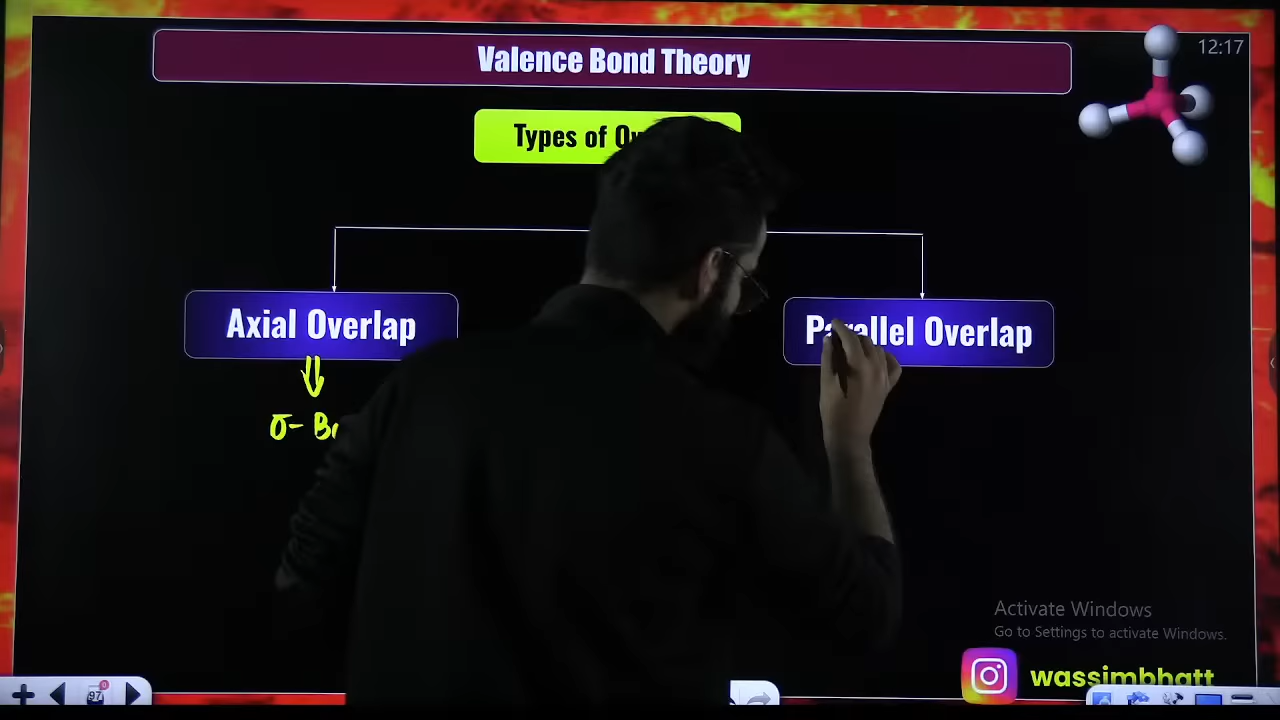 Valence Bond Theory
12:17
Types of
Axial Overlap
Parallel Overlap
σ-
Activate Windows
Go to Settings to activate Windows.
wassimbhatt
97